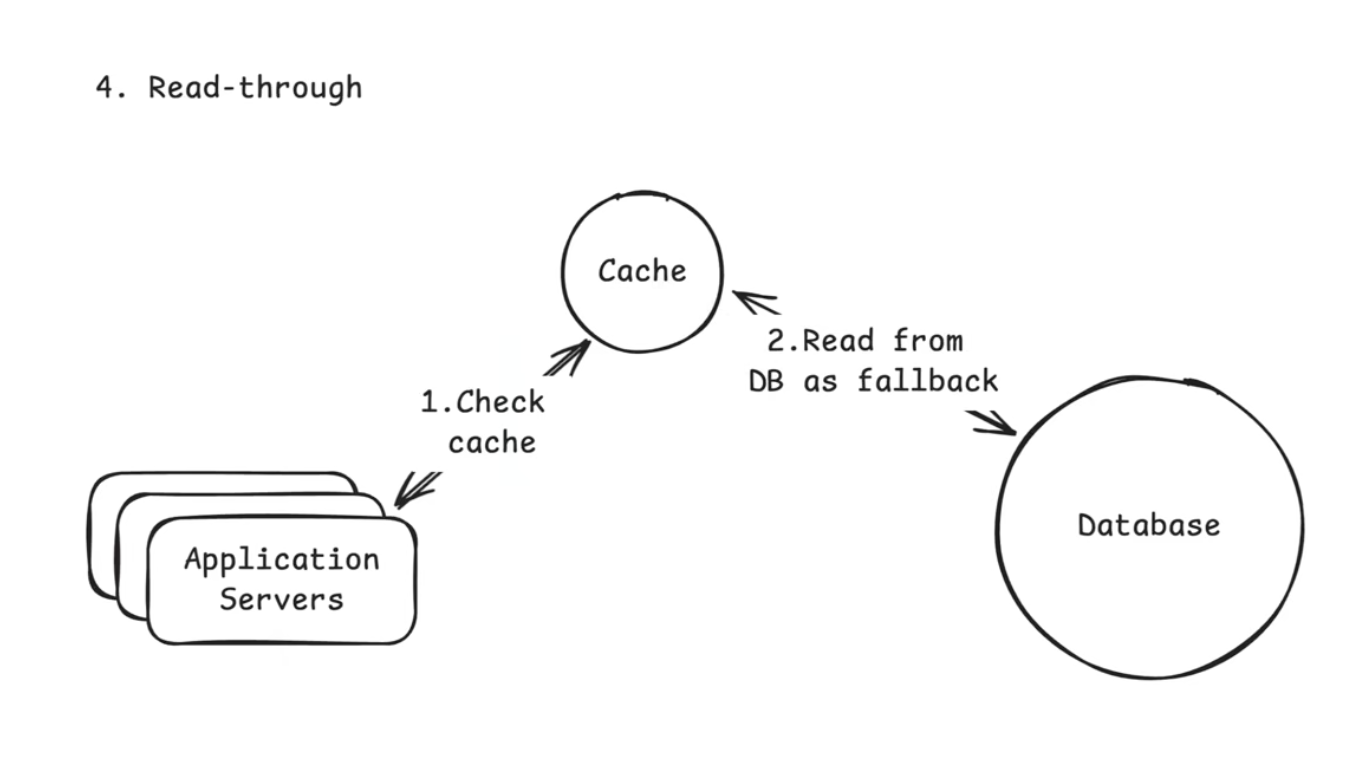 4. Read-through
Cache
2.Read from
DB as fallback
1.Check
cache
Database
Application
Servers